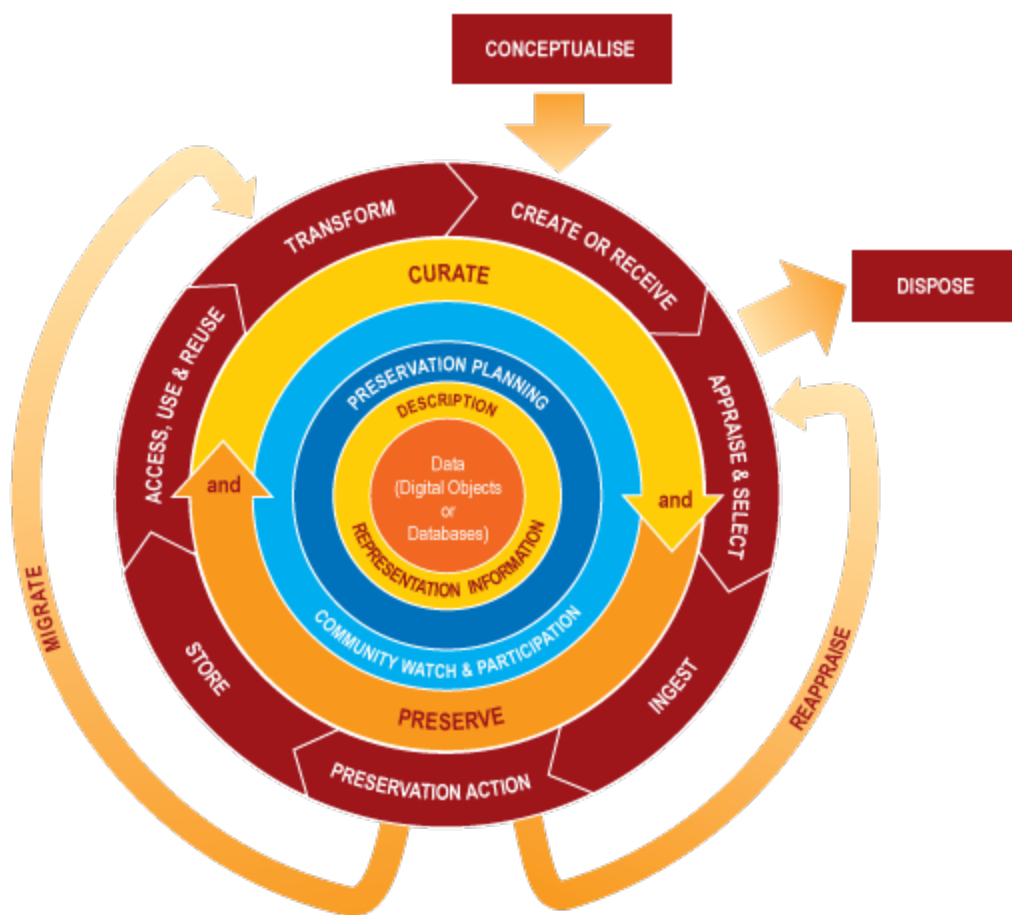 CONCEPTUALISE
CREATE OR RECEIVE
DISPOSE
APPRAISE & SELECT
INGEST
PRESERVATION ACTION
STORE
ACCESS, USE & REUSE
TRANSFORM
MIGRATE
REAPPRAISE
CURATE
and
PRESERVE
and
COMMUNITY WATCH & PARTICIPATION
PRESERVATION PLANNING
DESCRIPTION
REPRESENTATION INFORMATION
Data
(Digital Objects
or
Databases)